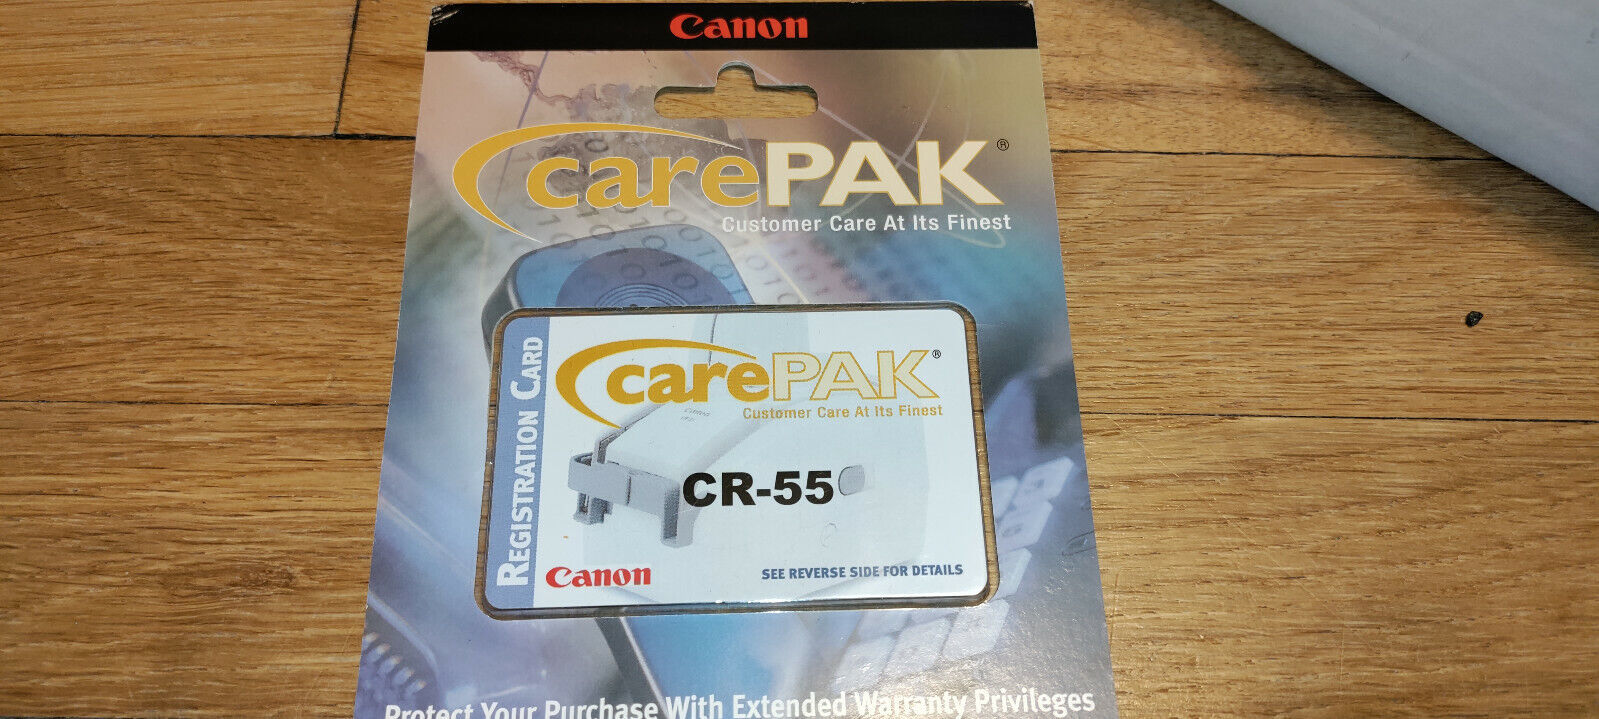 Canon
carePAK®
Customer Care At Its Finest
REGISTRATION CARD
carePAK®
Customer Care At Its Finest
CR-55
Canon
SEE REVERSE SIDE FOR DETAILS
Protect Your Purchase With Extended Warranty Privileges